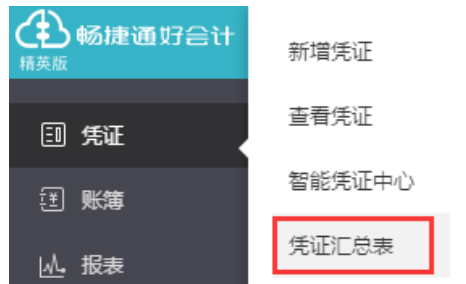 畅捷通好会计
精英版
凭证
账簿
报表
新增凭证
查看凭证
智能凭证中心
凭证汇总表